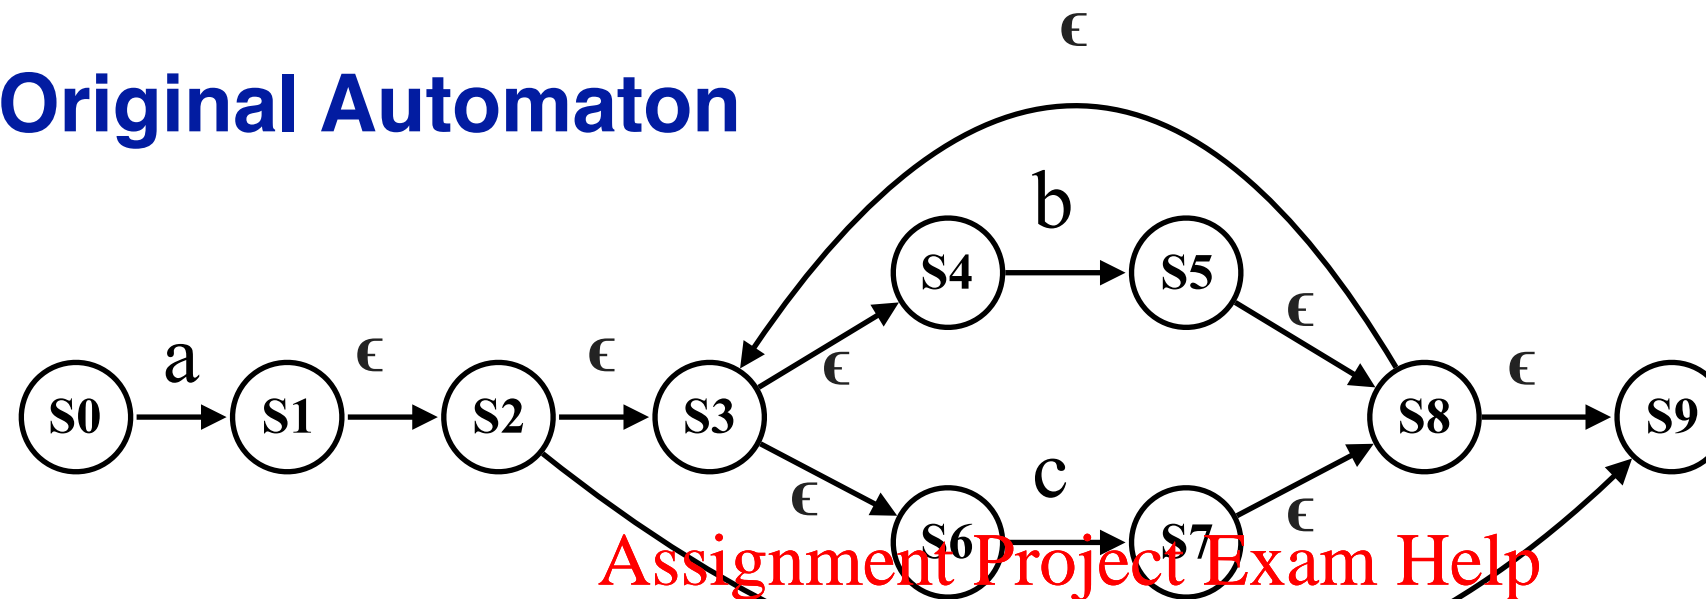 ϵ
Original Automaton
b
S4 S5
ϵ
a ϵ ϵ ϵ ϵ
S0 S1 S2 S3 S8 S9
c
ϵ ϵ
S6 S7
Assignment Project Exam Help